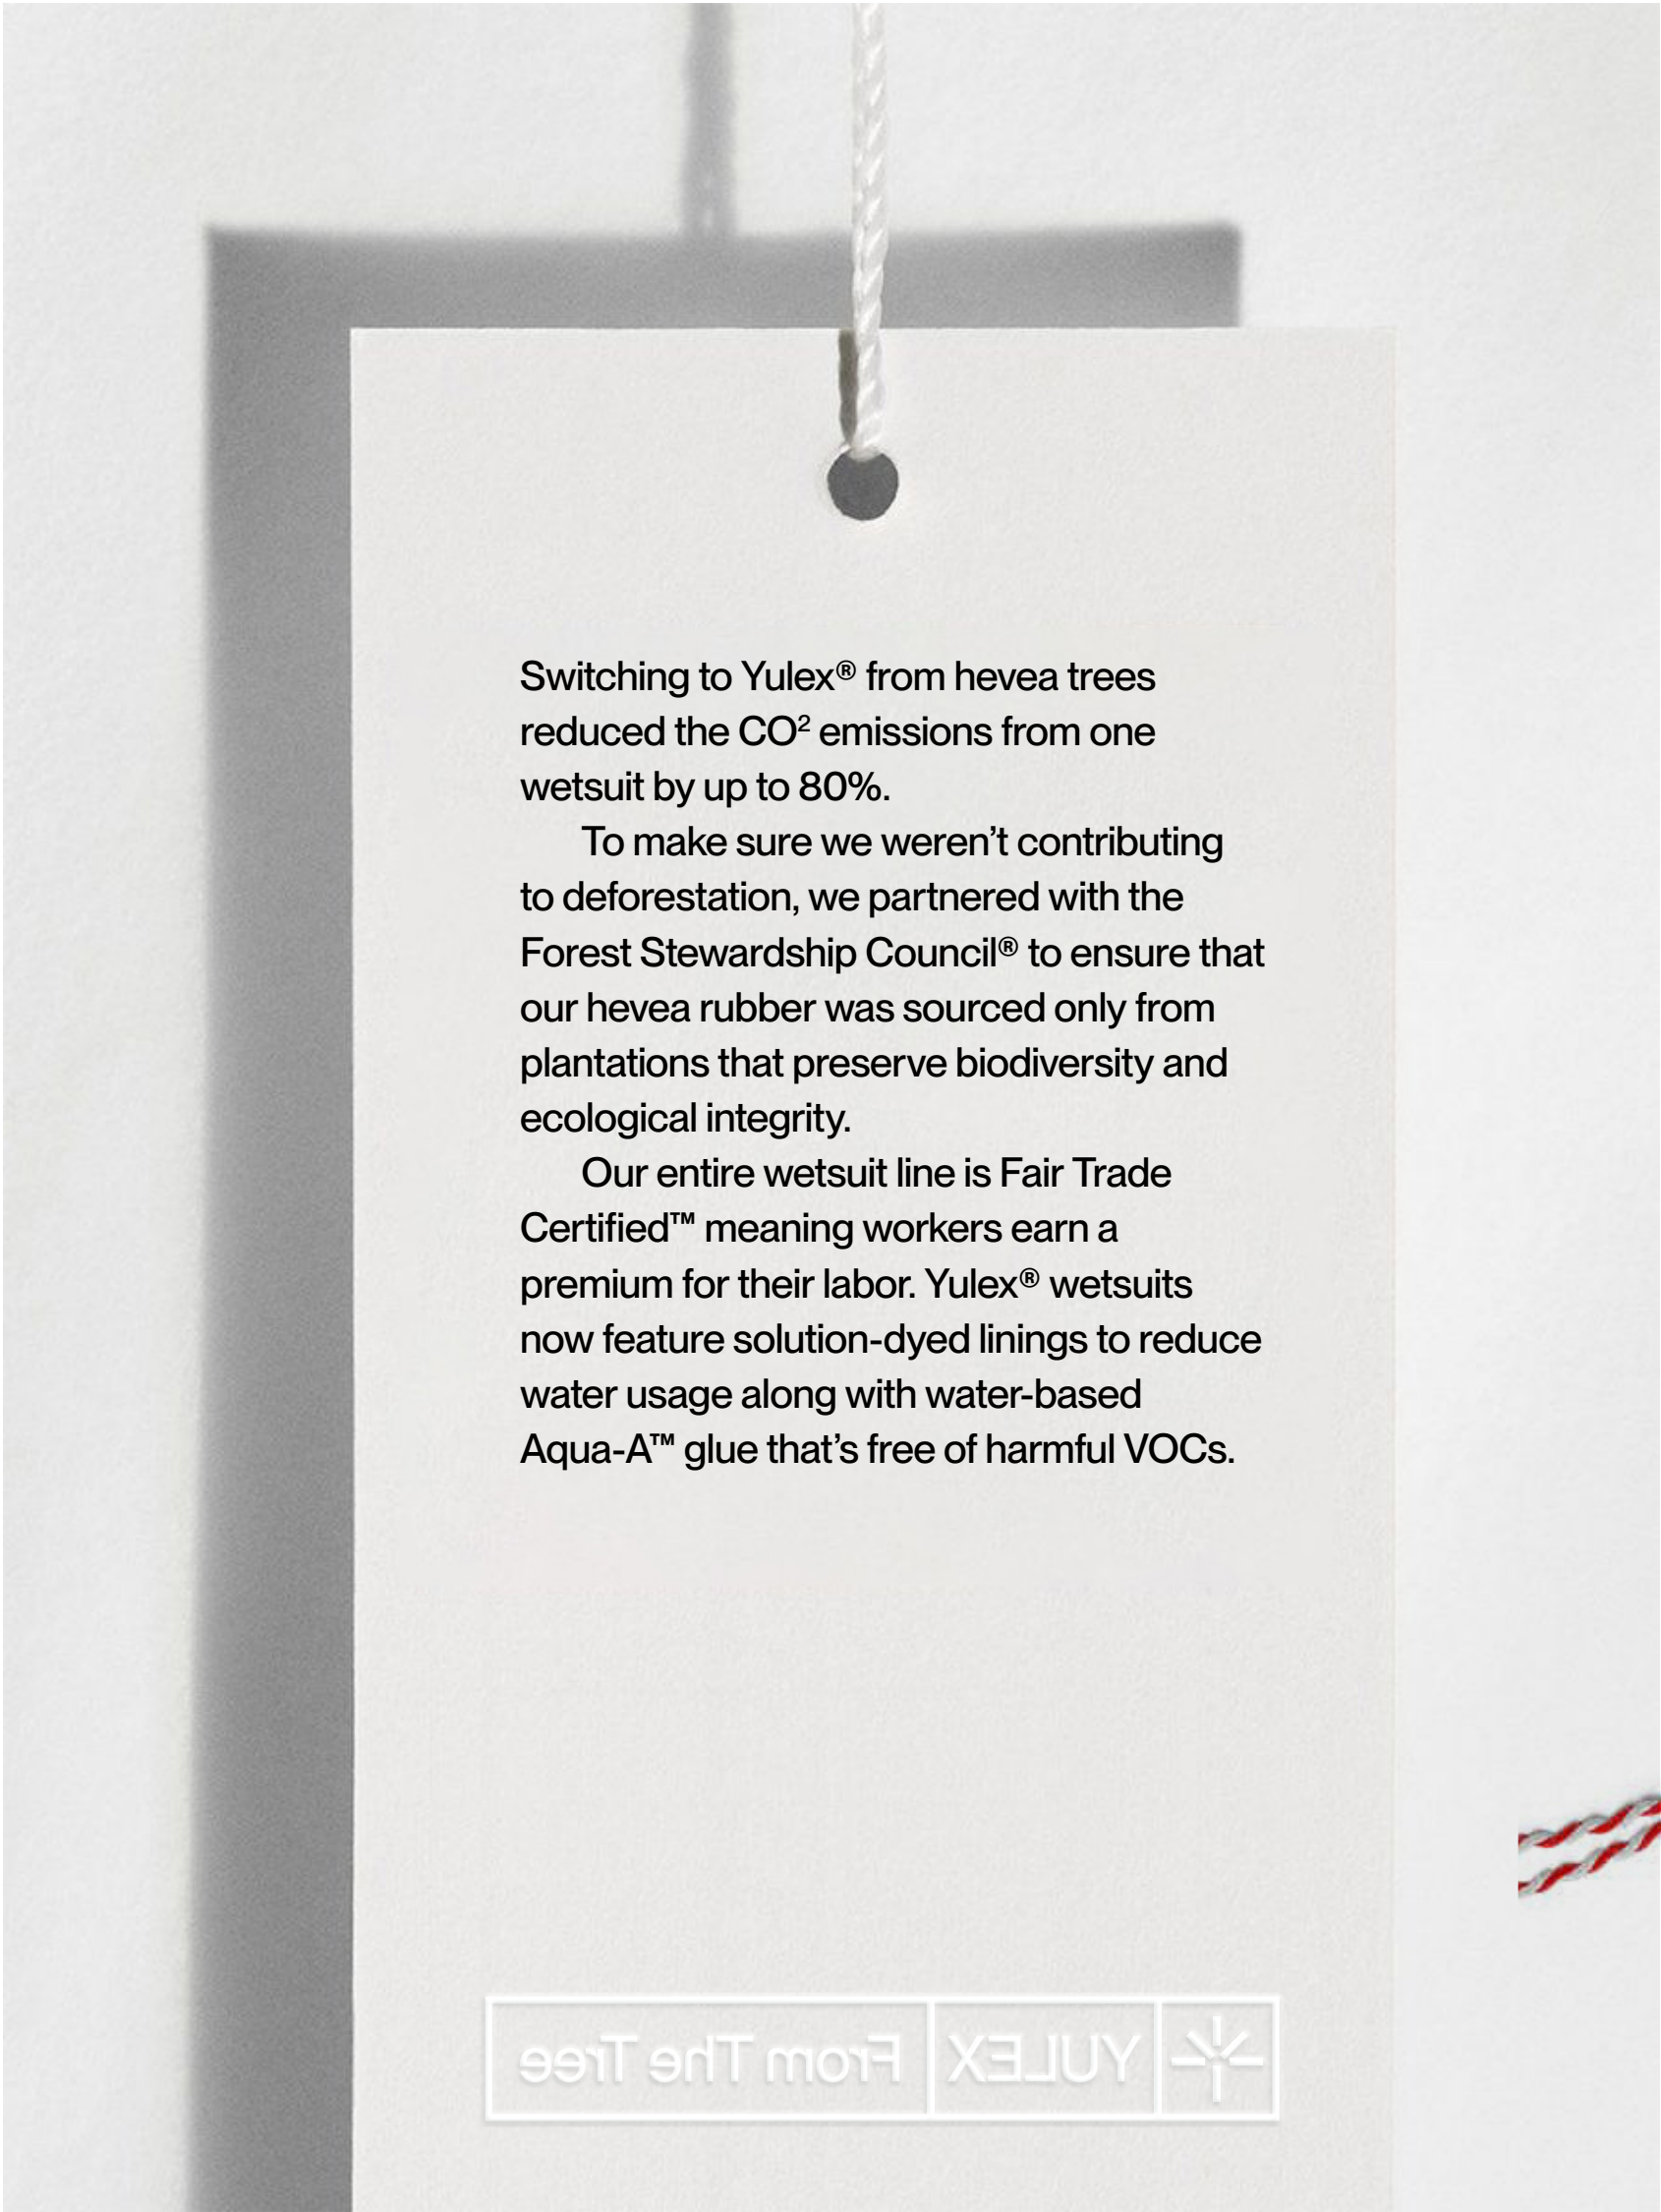 Switching to Yulex® from hevea trees
reduced the CO² emissions from one
wetsuit by up to 80%.
To make sure we weren’t contributing
to deforestation, we partnered with the
Forest Stewardship Council® to ensure that
our hevea rubber was sourced only from
plantations that preserve biodiversity and
ecological integrity.
Our entire wetsuit line is Fair Trade
Certified™ meaning workers earn a
premium for their labor. Yulex® wetsuits
now feature solution-dyed linings to reduce
water usage along with water-based
Aqua-A™ glue that’s free of harmful VOCs.
YULEX From The Tree